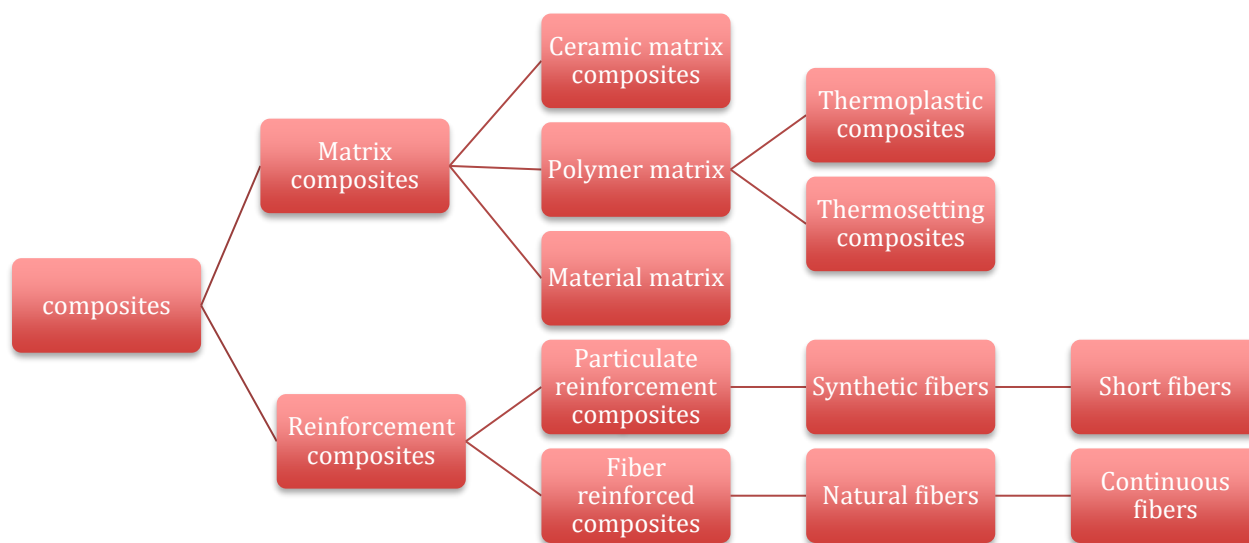 composites
Matrix
composites
Ceramic matrix
composites
Polymer matrix
Thermoplastic
composites
Thermosetting
composites
Material matrix
Reinforcement
composites
Particulate
reinforcement
composites
Synthetic fibers
Short fibers
Fiber
reinforced
composites
Natural fibers
Continuous
fibers